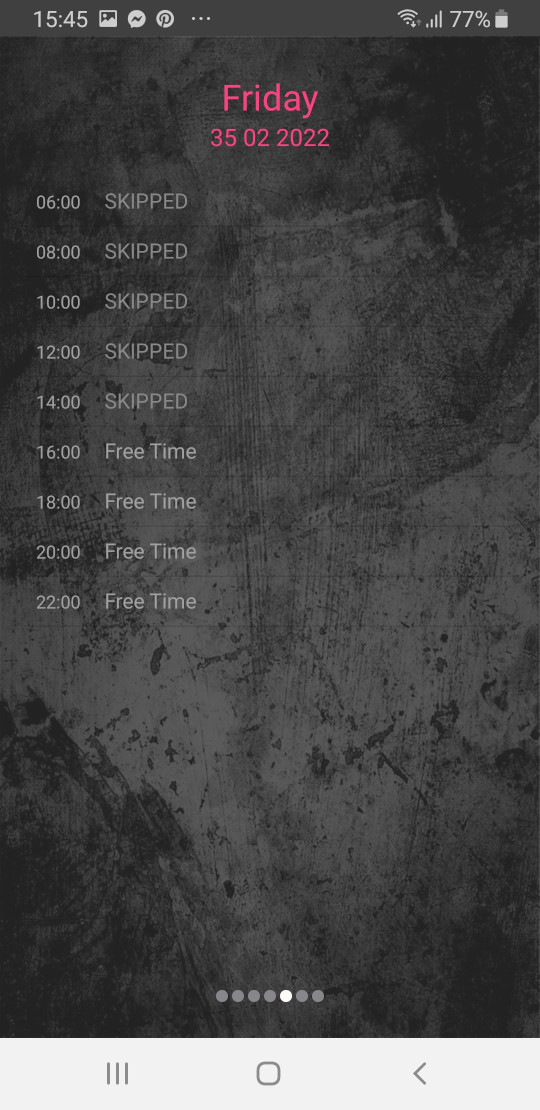 15:45 77%
Friday
35 02 2022
06:00 SKIPPED
08:00 SKIPPED
10:00 SKIPPED
12:00 SKIPPED
14:00 SKIPPED
16:00 Free Time
18:00 Free Time
20:00 Free Time
22:00 Free Time